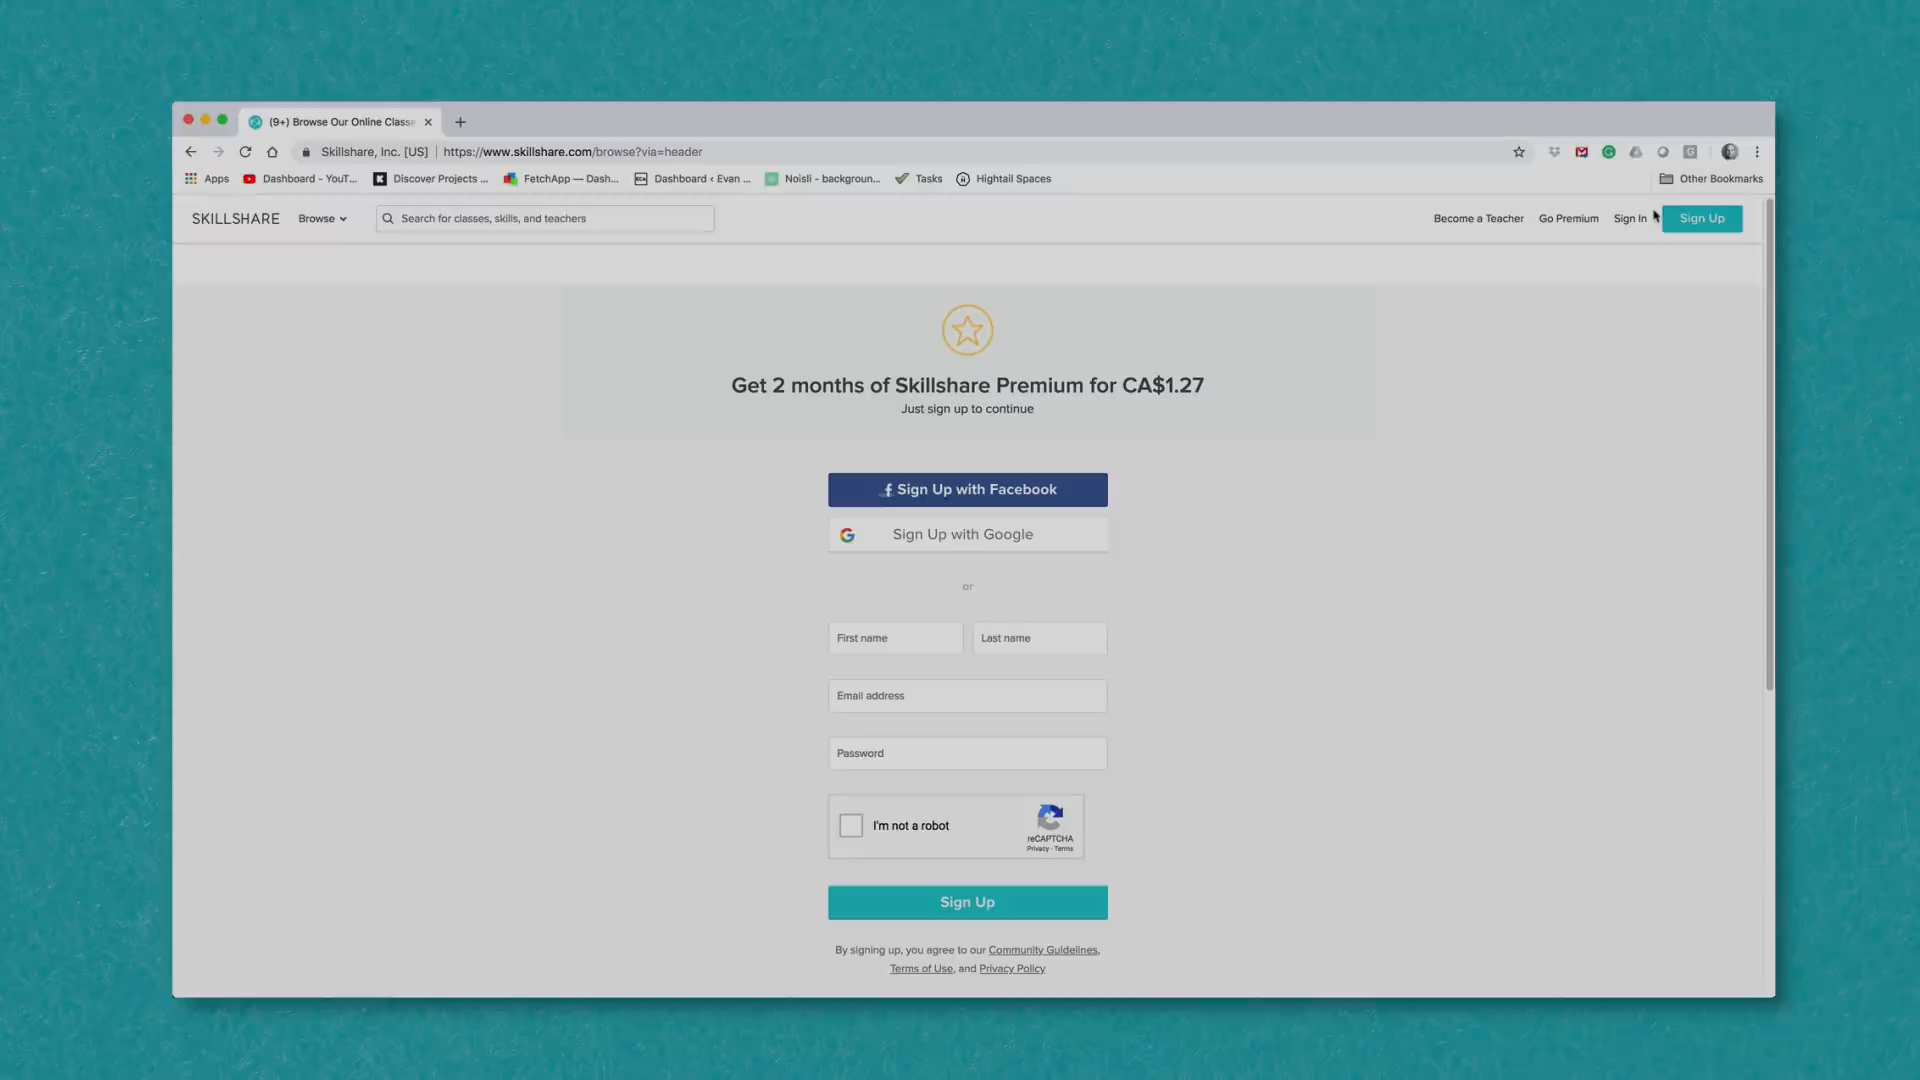 (9+) Browse Our Online Classe
Skillshare, Inc. [US] | https://www.skillshare.com/browse?via=header
Apps Dashboard - YouT... Discover Projects ... FetchApp — Dash... Dashboard ‹ Evan ... Noisli - backgroun... Tasks Hightail Spaces Other Bookmarks
SKILLSHARE Browse Search for classes, skills, and teachers Become a Teacher Go Premium Sign In Sign Up
Get 2 months of Skillshare Premium for CA$1.27
Just sign up to continue
Sign Up with Facebook
Sign Up with Google
or
First name Last name
Email address
Password
I'm not a robot
reCAPTCHA
Privacy - Terms
Sign Up
By signing up, you agree to our Community Guidelines,
Terms of Use, and Privacy Policy